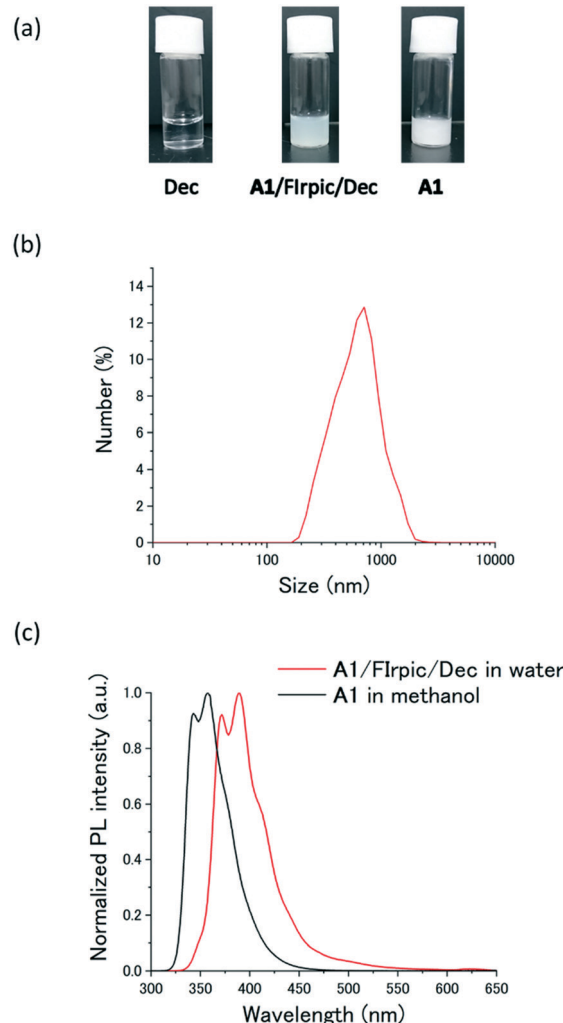 (a)
Dec
A1/FIrpic/Dec
A1
(b)
14
12
10
8
6
4
2
0
Number (%)
10
100
1000
10000
Size (nm)
(c)
A1/FIrpic/Dec in water
A1 in methanol
1.0
0.8
0.6
0.4
0.2
0.0
Normalized PL intensity (a.u.)
300
350
400
450
500
550
600
650
Wavelength (nm)